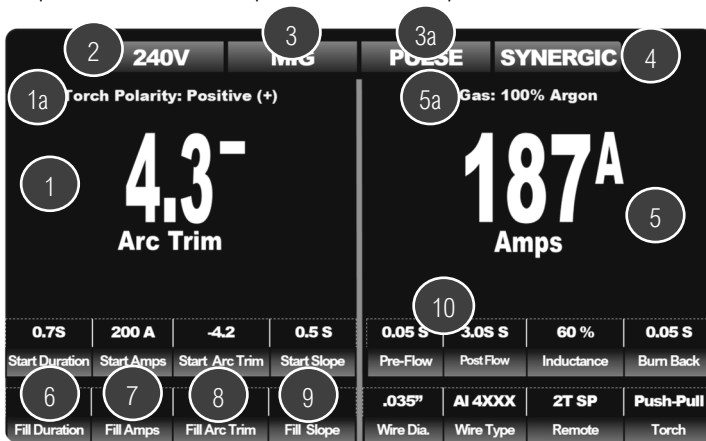 2 240V 3 MIG 3a PULSE SYNERGIC 4
1a Torch Polarity: Positive (+) 5a Gas: 100% Argon
1 4.3- 187A 5
Arc Trim Amps
10
0.7S 200 A -4.2 0.5 S 0.05 S 3.0S S 60 % 0.05 S
Start Duration Start Amps Start Arc Trim Start Slope Pre-Flow Post Flow Inductance Burn Back
6 7 8 9 .035” Al 4XXX 2T SP Push-Pull
Fill Duration Fill Amps Fill Arc Trim Fill Slope Wire Dia. Wire Type Remote Torch